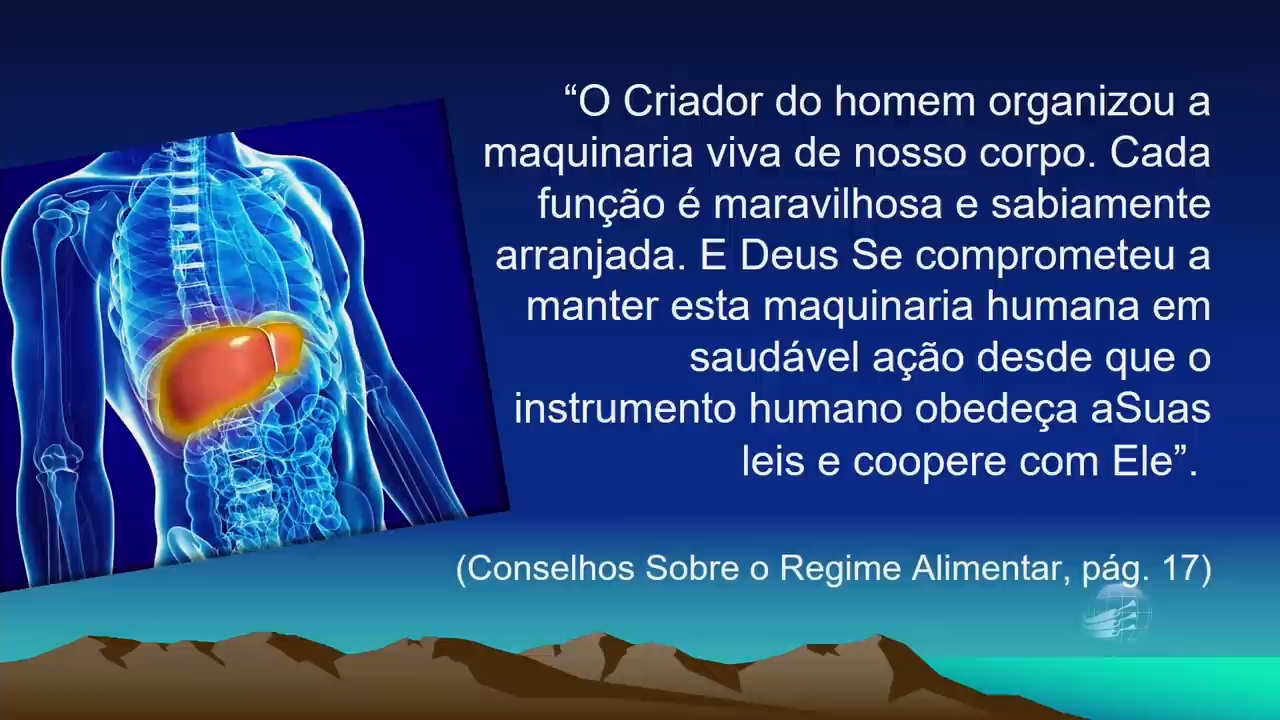 “O Criador do homem organizou a
maquinaria viva de nosso corpo. Cada
função é maravilhosa e sabiamente
arranjada. E Deus Se comprometeu a
manter esta maquinaria humana em
saudável ação desde que o
instrumento humano obedeça aSuas
leis e coopere com Ele”.
(Conselhos Sobre o Regime Alimentar, pág. 17)